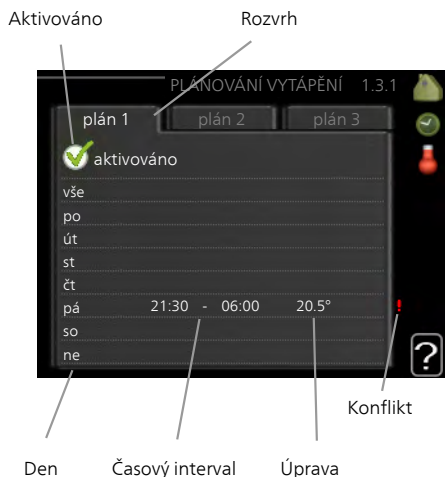 Aktivováno Rozvrh
PLÁNOVÁNÍ VYTÁPĚNÍ 1.3.1
plán 1 plán 2 plán 3
aktivováno
vše
po
út
st
čt
pá 21:30 - 06:00 20.5° !
so
ne
?
Konflikt
Den Časový interval Úprava